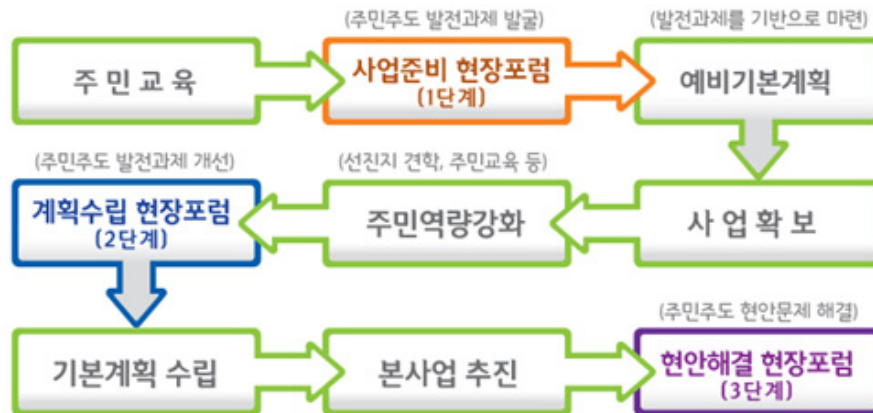 (주민주도 발전과제 발굴)
(발전과제를 기반으로 마련)
주 민 교 육
사업준비 현장포럼
(1단계)
예비기본계획
(주민주도 발전과제 개선)
(선진지 견학, 주민교육 등)
계획수립 현장포럼
(2단계)
주민역량강화
사 업 확 보
(주민주도 현안문제 해결)
기본계획 수립
본사업 추진
현안해결 현장포럼
(3단계)